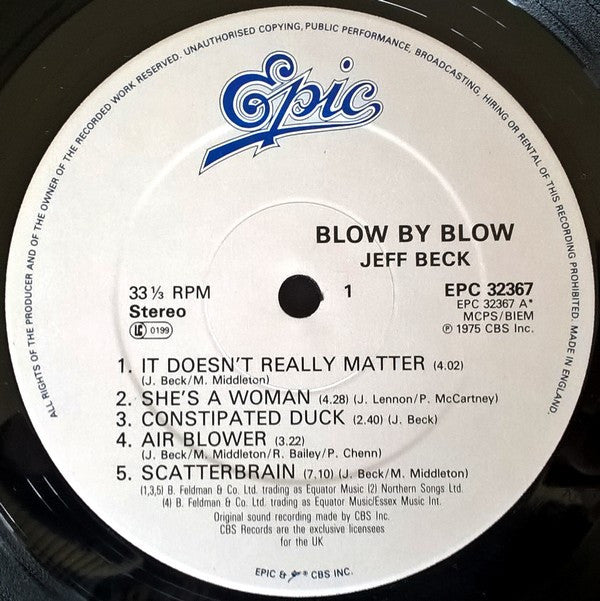 ALL RIGHTS OF THE PRODUCER AND OF THE OWNER OF THE RECORDED WORK RESERVED. UNAUTHORISED COPYING, PUBLIC PERFORMANCE, BROADCASTING, HIRING OR RENTAL OF THIS RECORDING PROHIBITED. MADE IN ENGLAND.
Epic
BLOW BY BLOW
JEFF BECK
33⅓ RPM
Stereo
LC 0199
1
EPC 32367
EPC 32367 A*
MCPS/BIEM
℗ 1975 CBS Inc.
1. IT DOESN'T REALLY MATTER (4.02)
(J. Beck/M. Middleton)
2. SHE'S A WOMAN (4.28) (J. Lennon/P. McCartney)
3. CONSTIPATED DUCK (2.40) (J. Beck)
4. AIR BLOWER (3.22)
(J. Beck/M. Middleton/R. Bailey/P. Chenn)
5. SCATTERBRAIN (7.10) (J. Beck/M. Middleton)
(1,3,5) B. Feldman & Co. Ltd. trading as Equator Music (2) Northern Songs Ltd.
(4) B. Feldman & Co. Ltd. trading as Equator Music/Essex Music Int.
Original sound recording made by CBS Inc.
CBS Records are the exclusive licensees
for the UK
EPIC & ® CBS INC.